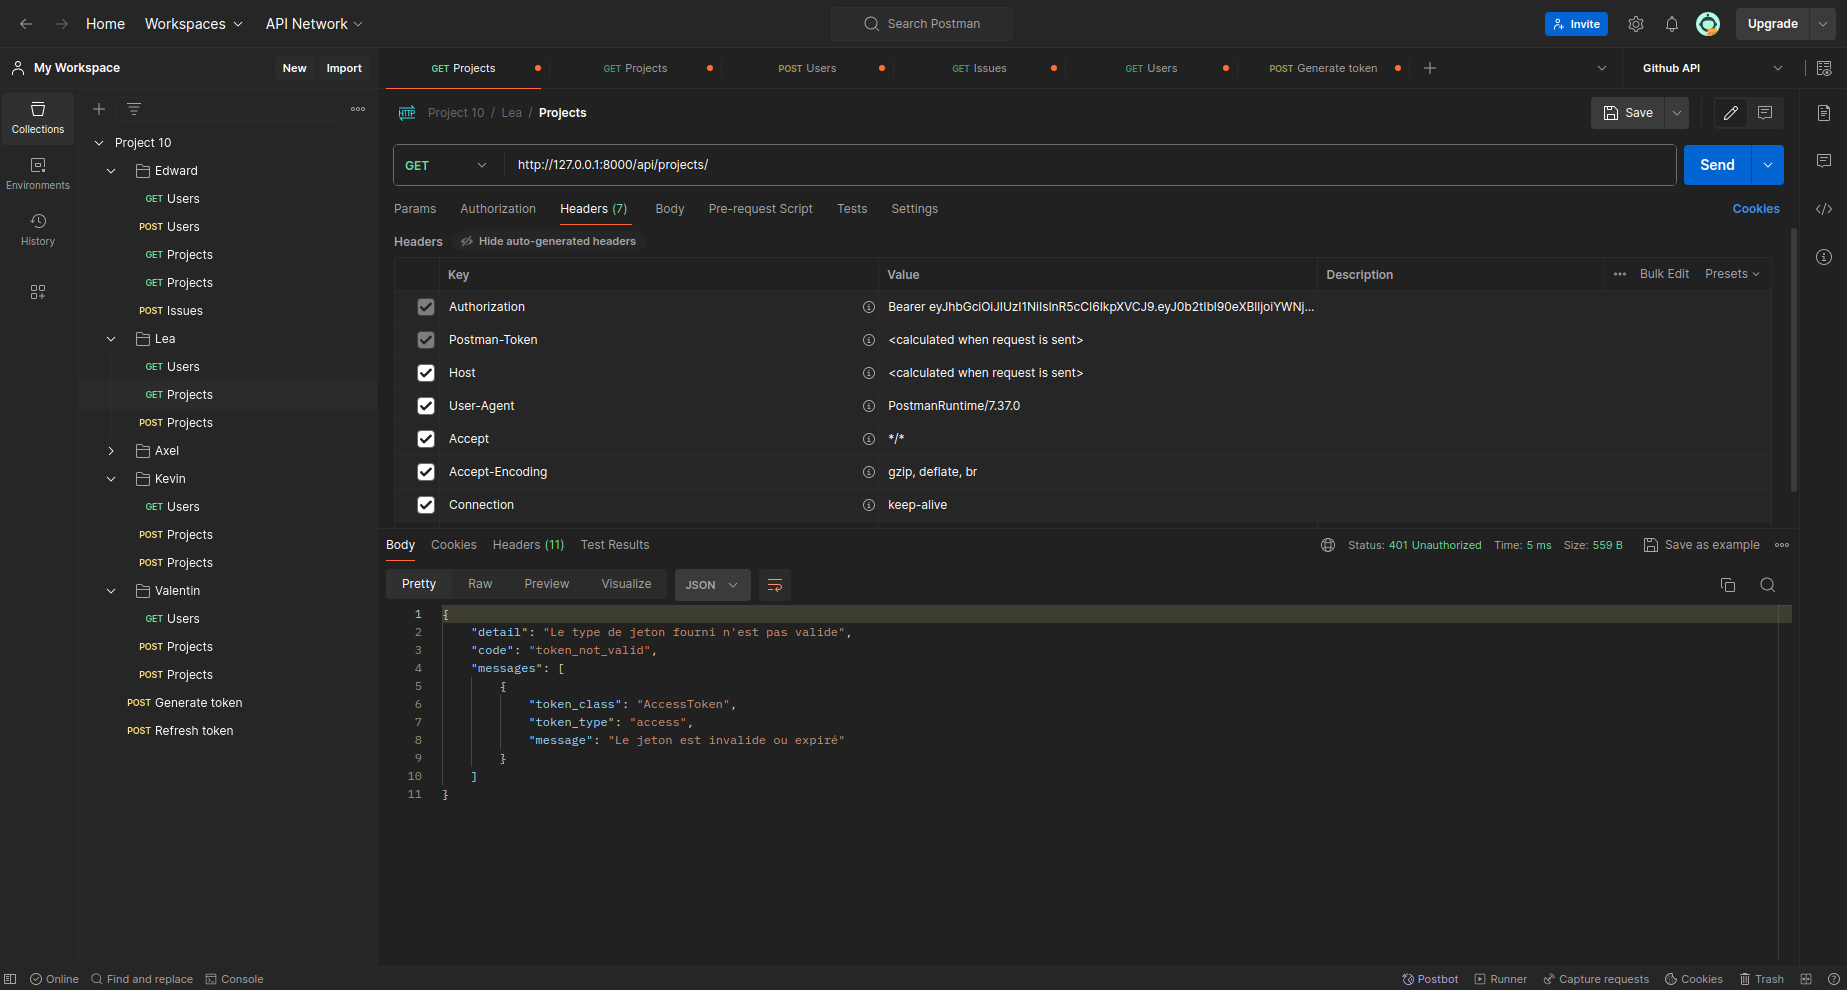 Home Workspaces API Network Search Postman Invite Upgrade
My Workspace New Import GET Projects GET Projects POST Users GET Issues GET Users POST Generate token Github API
Collections
Environments
History
Project 10
Edward
GET Users
POST Users
GET Projects
GET Projects
GET Issues
Lea
GET Users
GET Projects
POST Projects
Axel
Kevin
GET Users
POST Projects
POST Projects
Valentin
GET Users
POST Projects
POST Projects
POST Generate token
POST Refresh token
HTTP Project 10 / Lea / Projects Save
GET http://127.0.0.1:8000/api/projects/ Send
Params Authorization Headers (7) Body Pre-request Script Tests Settings Cookies
Headers Hide auto-generated headers
Key Value Description Bulk Edit Presets
Authorization Bearer eyJhbGciOiJIUzI1NiIsInR5cCI6IkpXVCJ9.eyJ0b2tlbl90eXBlIjoiYWNj...
Postman-Token <calculated when request is sent>
Host <calculated when request is sent>
User-Agent PostmanRuntime/7.37.0
Accept */*
Accept-Encoding gzip, deflate, br
Connection keep-alive
Body Cookies Headers (11) Test Results Status: 401 Unauthorized Time: 5 ms Size: 559 B Save as example
Pretty Raw Preview Visualize JSON
1 {
2 "detail": "Le type de jeton fourni n'est pas valide",
3 "code": "token_not_valid",
4 "messages": [
5 {
6 "token_class": "AccessToken",
7 "token_type": "access",
8 "message": "Le jeton est invalide ou expiré"
9 }
10 ]
11 }
Online Find and replace Console Postbot Runner Capture requests Cookies Trash